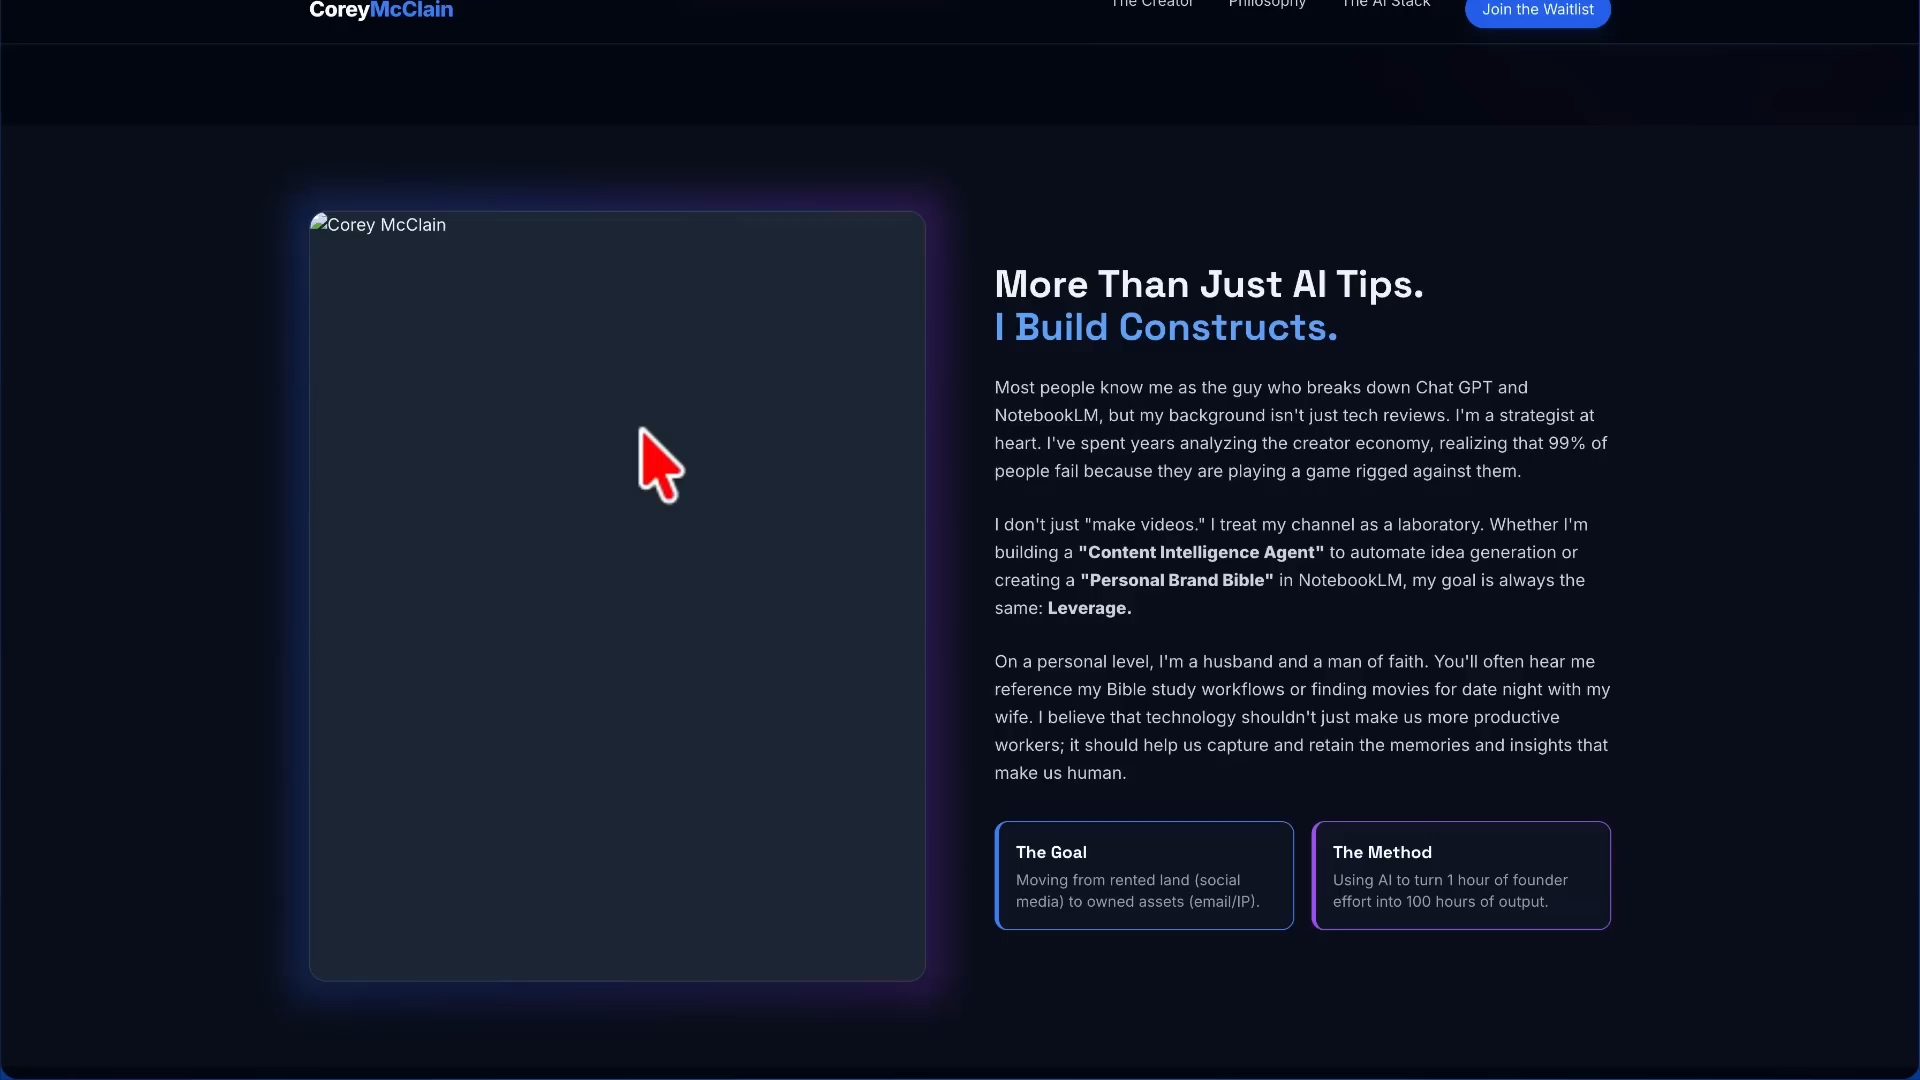 CoreyMcClain
The Creator
Philosophy
The AI Stack
Join the Waitlist
Corey McClain
More Than Just AI Tips.
I Build Constructs.
Most people know me as the guy who breaks down Chat GPT and
NotebookLM, but my background isn't just tech reviews. I'm a strategist at
heart. I've spent years analyzing the creator economy, realizing that 99% of
people fail because they are playing a game rigged against them.
I don't just "make videos." I treat my channel as a laboratory. Whether I'm
building a "Content Intelligence Agent" to automate idea generation or
creating a "Personal Brand Bible" in NotebookLM, my goal is always the
same: Leverage.
On a personal level, I'm a husband and a man of faith. You'll often hear me
reference my Bible study workflows or finding movies for date night with my
wife. I believe that technology shouldn't just make us more productive
workers; it should help us capture and retain the memories and insights that
make us human.
The Goal
Moving from rented land (social
media) to owned assets (email/IP).
The Method
Using AI to turn 1 hour of founder
effort into 100 hours of output.